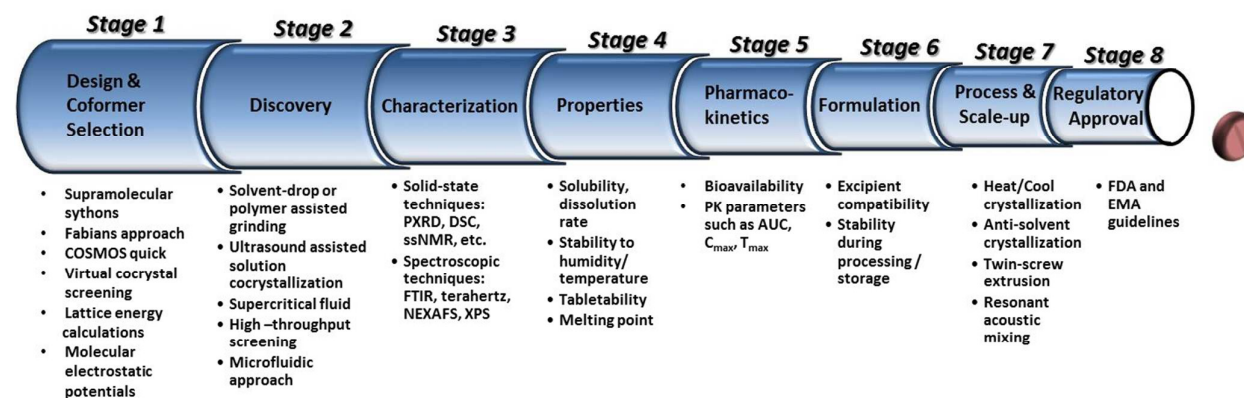 Stage 1
Design &
Coformer
Selection
• Supramolecular
sythons
• Fabians approach
• COSMOS quick
• Virtual cocrystal
screening
• Lattice energy
calculations
• Molecular
electrostatic
potentials
Stage 2
Discovery
• Solvent-drop or
polymer assisted
grinding
• Ultrasound assisted
solution
cocrystallization
• Supercritical fluid
• High –throughput
screening
• Microfluidic
approach
Stage 3
Characterization
• Solid-state
techniques:
PXRD, DSC,
ssNMR, etc.
• Spectroscopic
techniques:
FTIR, terahertz,
NEXAFS, XPS
Stage 4
Properties
• Solubility,
dissolution
rate
• Stability to
humidity/
temperature
• Tabletability
• Melting point
Stage 5
Pharmaco-
kinetics
• Bioavailability
• PK parameters
such as AUC,
Cmax, Tmax
Stage 6
Formulation
• Excipient
compatibility
• Stability
during
processing /
storage
Stage 7
Process &
Scale-up
• Heat/Cool
crystallization
• Anti-solvent
crystallization
• Twin-screw
extrusion
• Resonant
acoustic
mixing
Stage 8
Regulatory
Approval
• FDA and
EMA
guidelines